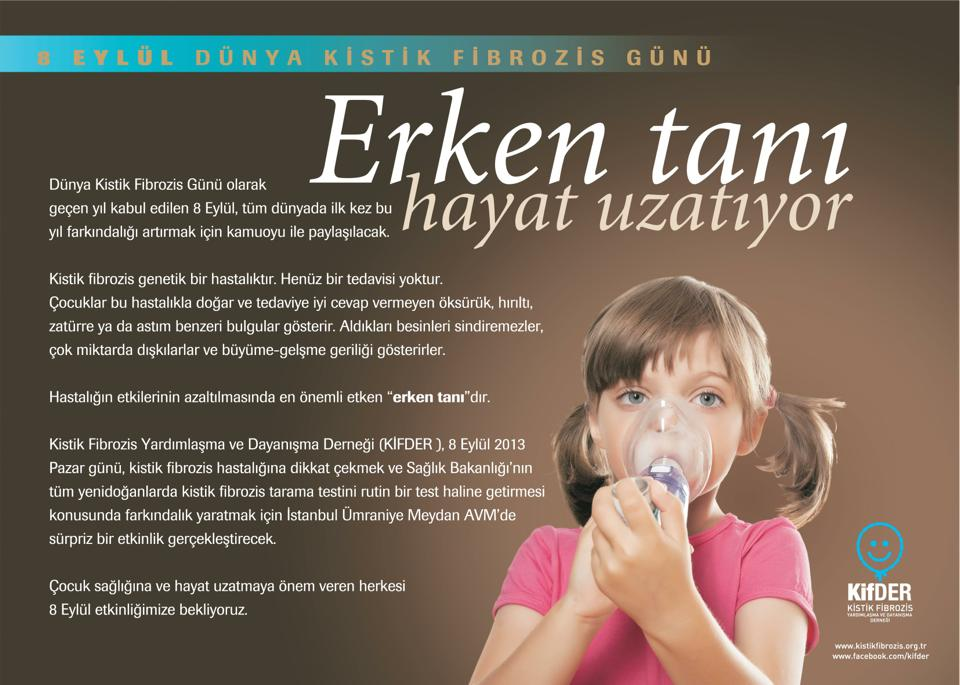 8 EYLÜL DÜNYA KİSTİK FİBROZİS GÜNÜ
Erken tanı
hayat uzatıyor
Dünya Kistik Fibrozis Günü olarak
geçen yıl kabul edilen 8 Eylül, tüm dünyada ilk kez bu
yıl farkındalığı artırmak için kamuoyu ile paylaşılacak.
Kistik fibrozis genetik bir hastalıktır. Henüz bir tedavisi yoktur.
Çocuklar bu hastalıkla doğar ve tedaviye iyi cevap vermeyen öksürük, hırıltı,
zatürre ya da astım benzeri bulgular gösterir. Aldıkları besinleri sindiremezler,
çok miktarda dışkılarlar ve büyüme-gelşme geriliği gösterirler.
Hastalığın etkilerinin azaltılmasında en önemli etken “erken tanı”dır.
Kistik Fibrozis Yardımlaşma ve Dayanışma Derneği (KİFDER ), 8 Eylül 2013
Pazar günü, kistik fibrozis hastalığına dikkat çekmek ve Sağlık Bakanlığı’nın
tüm yenidoğanlarda kistik fibrozis tarama testini rutin bir test haline getirmesi
konusunda farkındalık yaratmak için İstanbul Ümraniye Meydan AVM’de
sürpriz bir etkinlik gerçekleştirecek.
Çocuk sağlığına ve hayat uzatmaya önem veren herkesi
8 Eylül etkinliğimize bekliyoruz.
KifDER
KİSTİK FİBROZİS
YARDIMLAŞMA VE DAYANIŞMA
DERNEĞİ
www.kistikfibrozis.org.tr
www.facebook.com/kifder